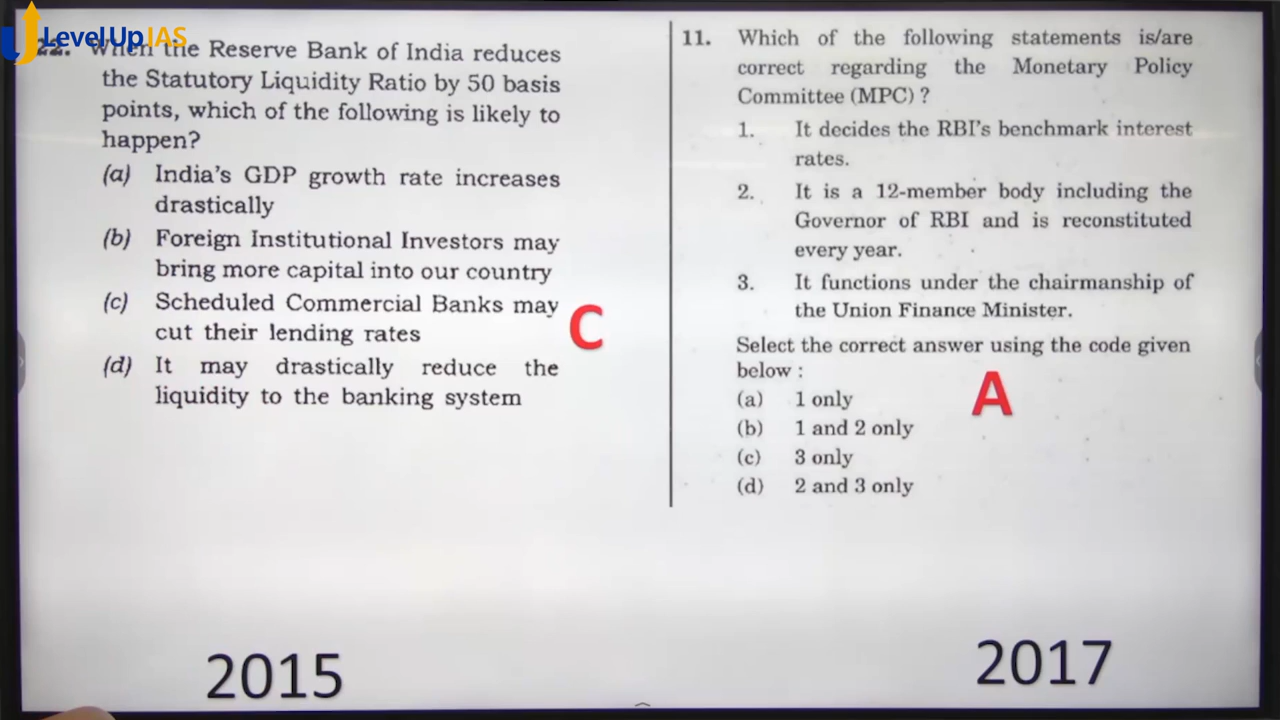 LevelUp IAS
22. When the Reserve Bank of India reduces
the Statutory Liquidity Ratio by 50 basis
points, which of the following is likely to
happen?
(a) India's GDP growth rate increases
drastically
(b) Foreign Institutional Investors may
bring more capital into our country
(c) Scheduled Commercial Banks may
cut their lending rates
(d) It may drastically reduce the
liquidity to the banking system
C
2015
11. Which of the following statements is/are
correct regarding the Monetary Policy
Committee (MPC) ?
1. It decides the RBI's benchmark interest
rates.
2. It is a 12-member body including the
Governor of RBI and is reconstituted
every year.
3. It functions under the chairmanship of
the Union Finance Minister.
Select the correct answer using the code given
below :
(a) 1 only
(b) 1 and 2 only
(c) 3 only
(d) 2 and 3 only
A
2017